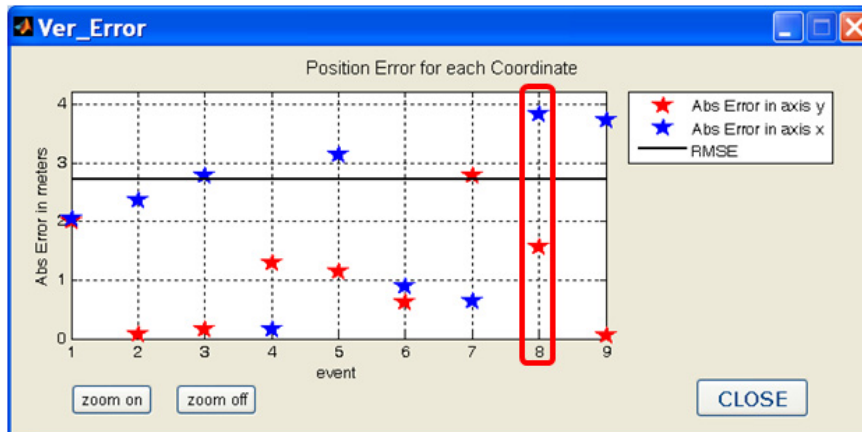 Ver_Error
Position Error for each Coordinate
Abs Error in axis y
Abs Error in axis x
RMSE
Abs Error in meters
4
3
2
1
0
1 2 3 4 5 6 7 8 9
event
zoom on zoom off CLOSE